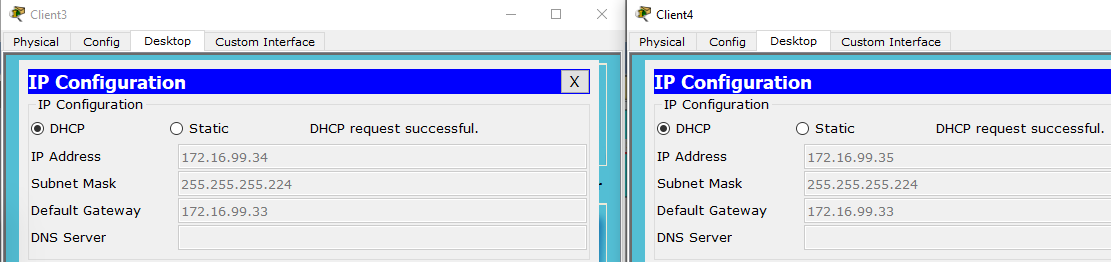 Client3
Physical Config Desktop Custom Interface
IP Configuration X
IP Configuration
DHCP Static DHCP request successful.
IP Address 172.16.99.34
Subnet Mask 255.255.255.224
Default Gateway 172.16.99.33
DNS Server
Client4
Physical Config Desktop Custom Interface
IP Configuration
IP Configuration
DHCP Static DHCP request successful.
IP Address 172.16.99.35
Subnet Mask 255.255.255.224
Default Gateway 172.16.99.33
DNS Server